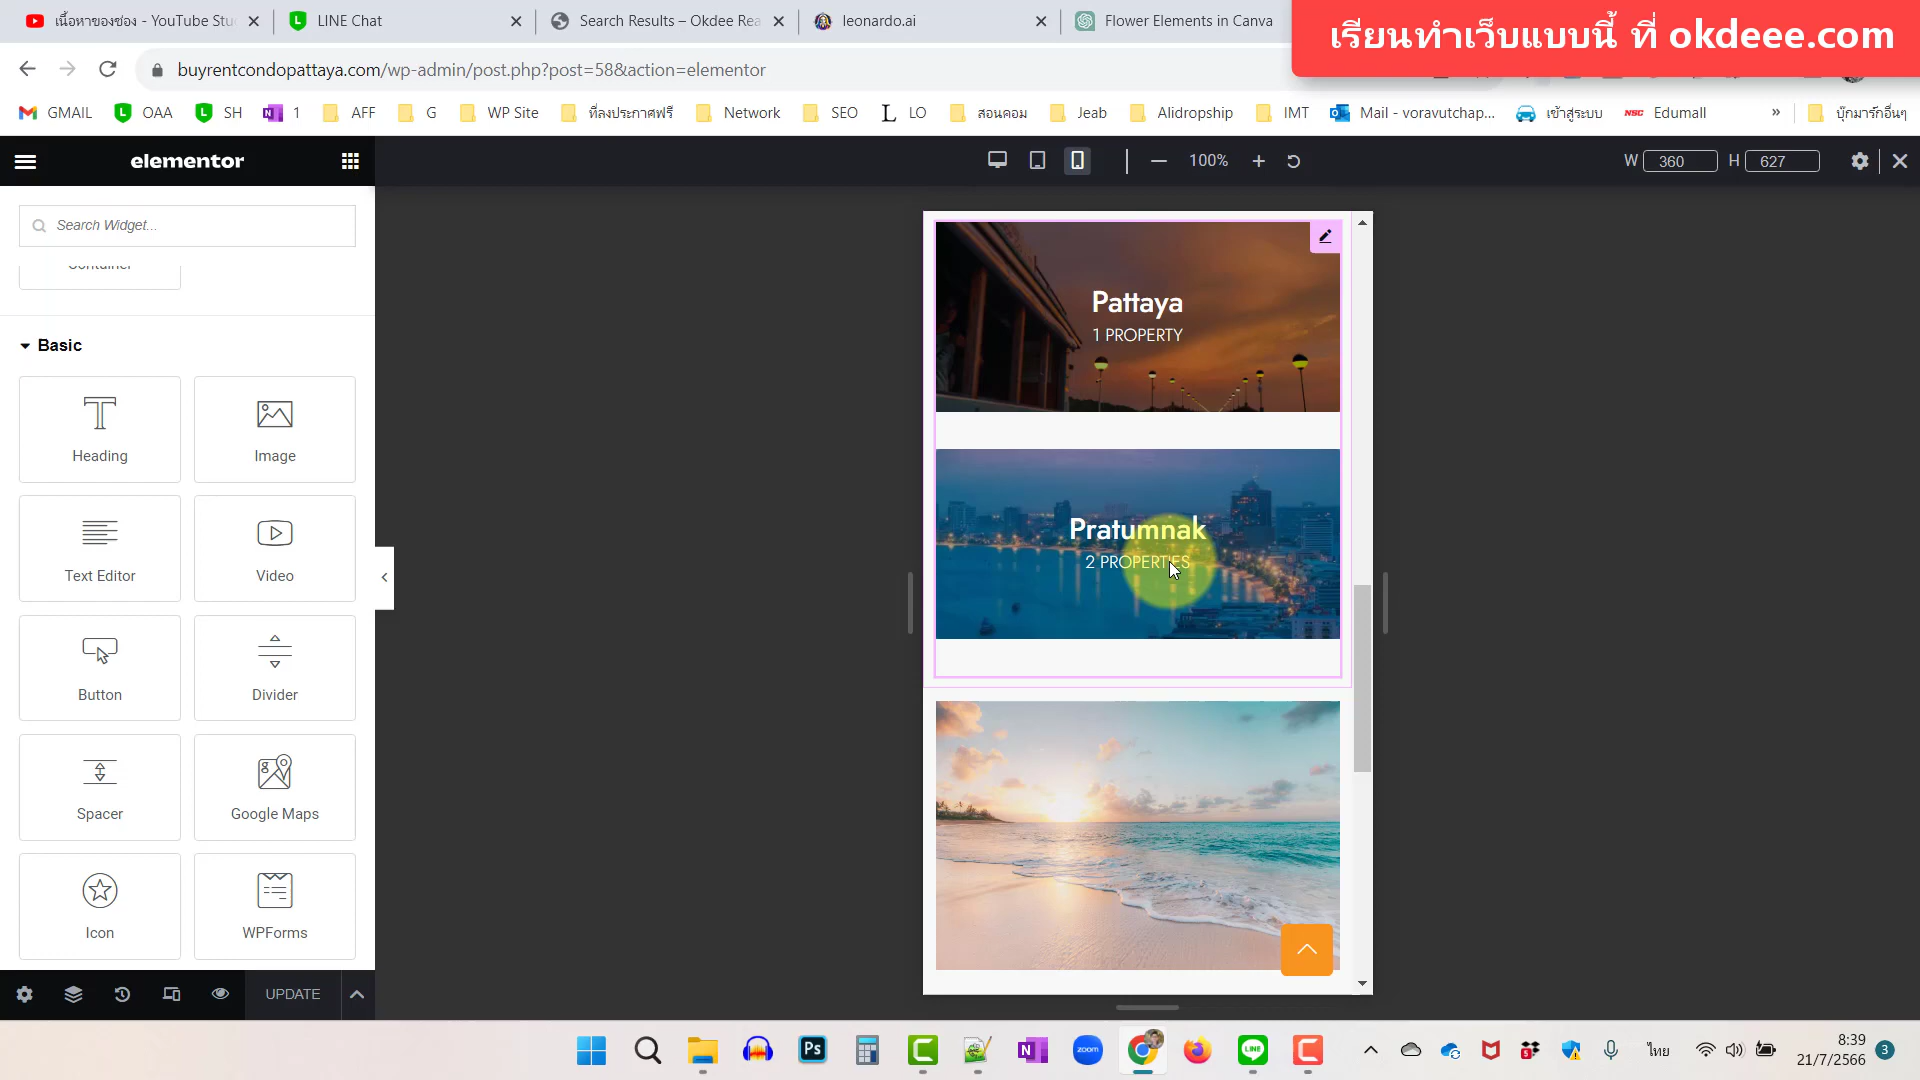 เนื้อหาของช่อง - YouTube Stu
LINE Chat
Search Results – Okdee Rea
leonardo.ai
Flower Elements in Canva
เรียนทำเว็บแบบนี้ ที่ okdeee.com
buyrentcondopattaya.com/wp-admin/post.php?post=58&action=elementor
GMAIL
OAA
SH
1
AFF
G
WP Site
ที่ลงประกาศฟรี
Network
SEO
LO
สอนคอม
Jeab
Alidropship
IMT
Mail - voravutchap...
เข้าสู่ระบบ
NSC
Edumall
»
บุ๊กมาร์กอื่นๆ
elementor
100%
W 360
H 627
Search Widget...
Container
Basic
Heading
Image
Text Editor
Video
Button
Divider
Spacer
Google Maps
Icon
WPForms
UPDATE
Pattaya
1 PROPERTY
Pratumnak
2 PROPERTIES
Ps
zoom
LINE
ไทย
8:39
21/7/2566
3